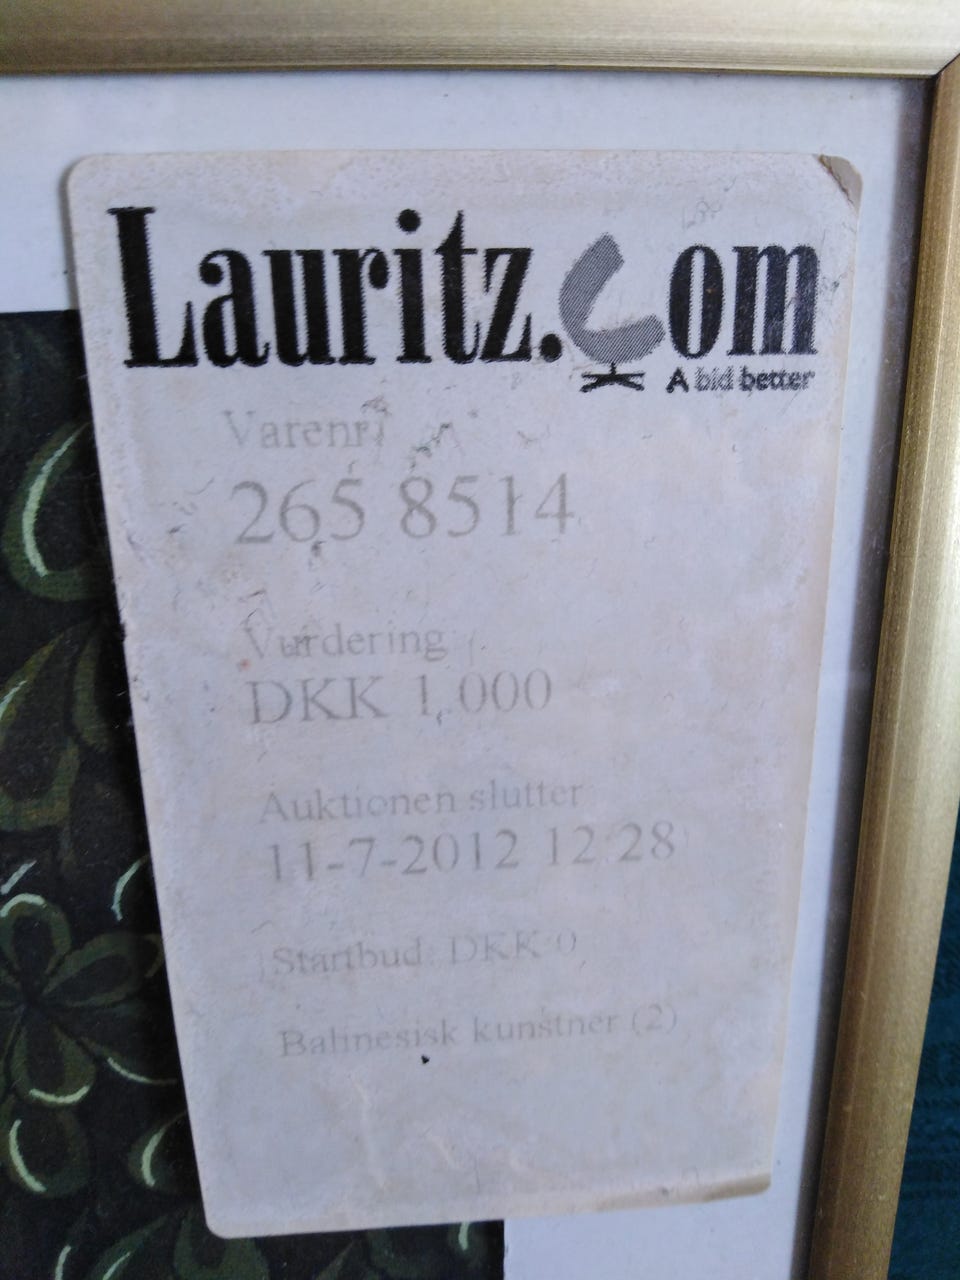 Lauritz.Com
A bid better
Varenr.
265 8514
Vurdering
DKK 1.000
Auktionen slutter
11-7-2012 12:28
Startbud: DKK 0
Balinesisk kunstner (2)